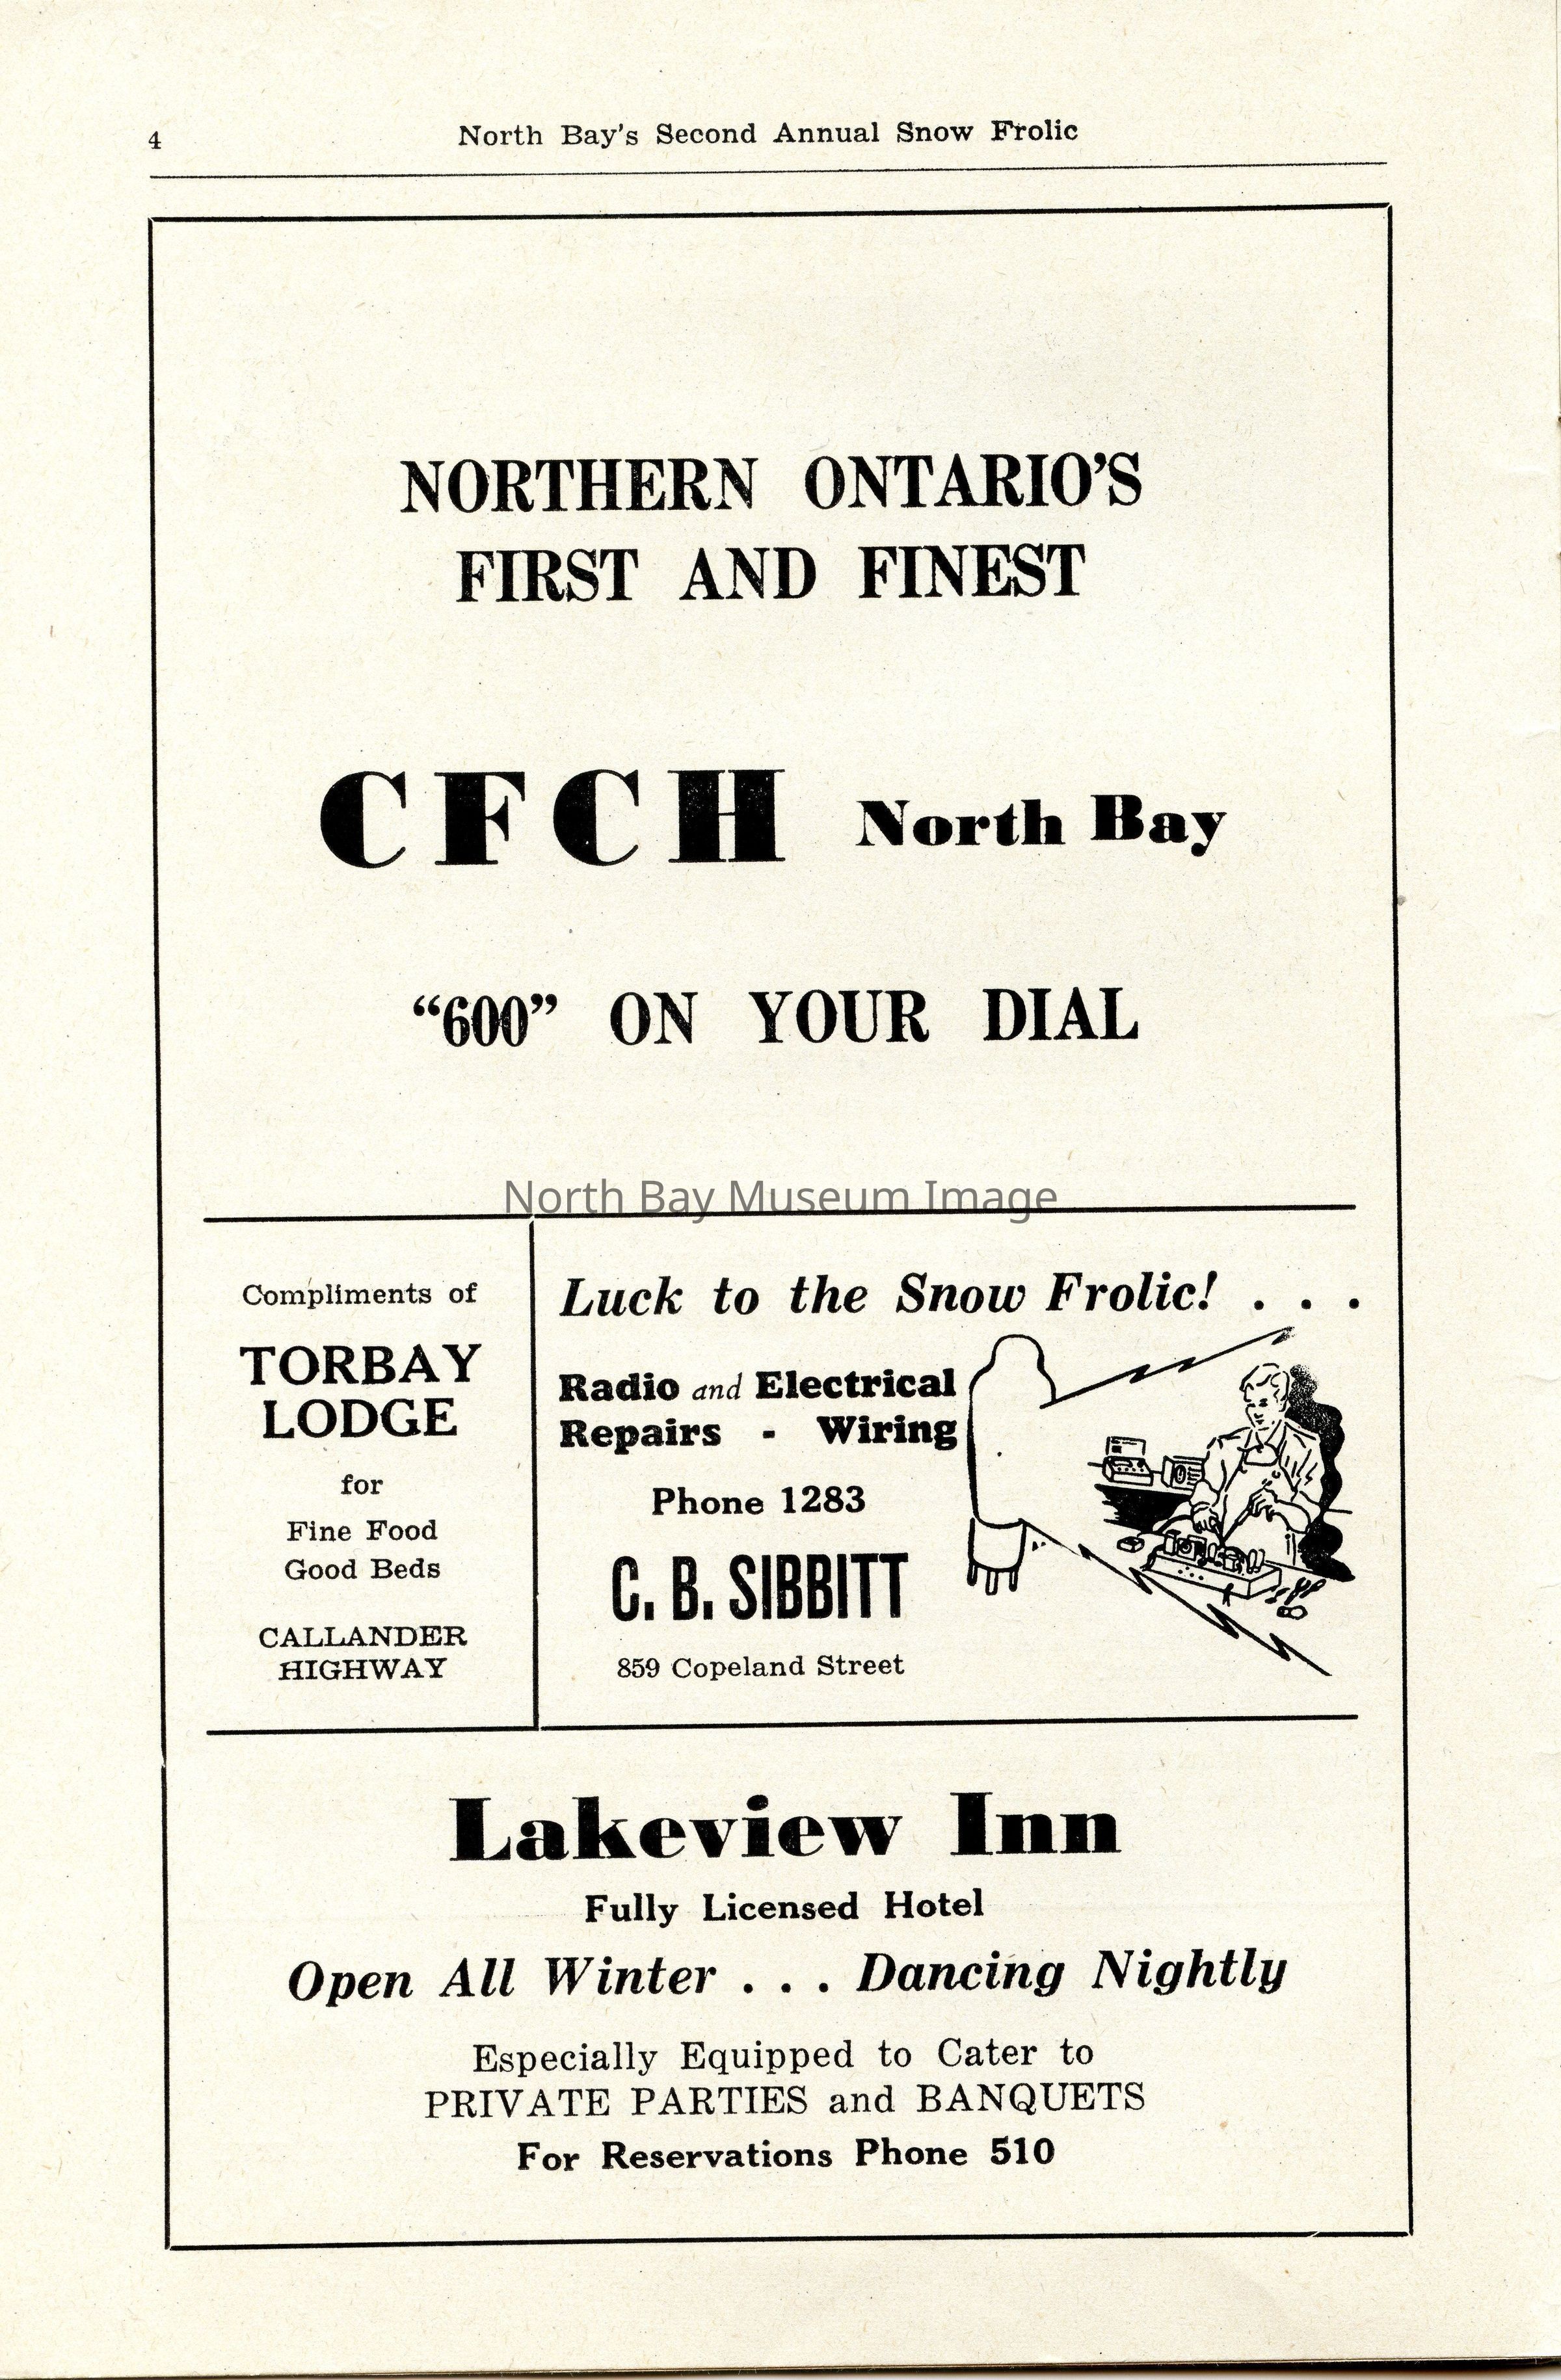 4
North Bay's Second Annual Snow Frolic
NORTHERN ONTARIO'S
FIRST AND FINEST
CFCH North Bay
“600” ON YOUR DIAL
North Bay Museum Image
Compliments of
TORBAY
LODGE
for
Fine Food
Good Beds
CALLANDER
HIGHWAY
Luck to the Snow Frolic! . . .
Radio and Electrical
Repairs - Wiring
Phone 1283
C. B. SIBBITT
859 Copeland Street
Lakeview Inn
Fully Licensed Hotel
Open All Winter . . . Dancing Nightly
Especially Equipped to Cater to
PRIVATE PARTIES and BANQUETS
For Reservations Phone 510